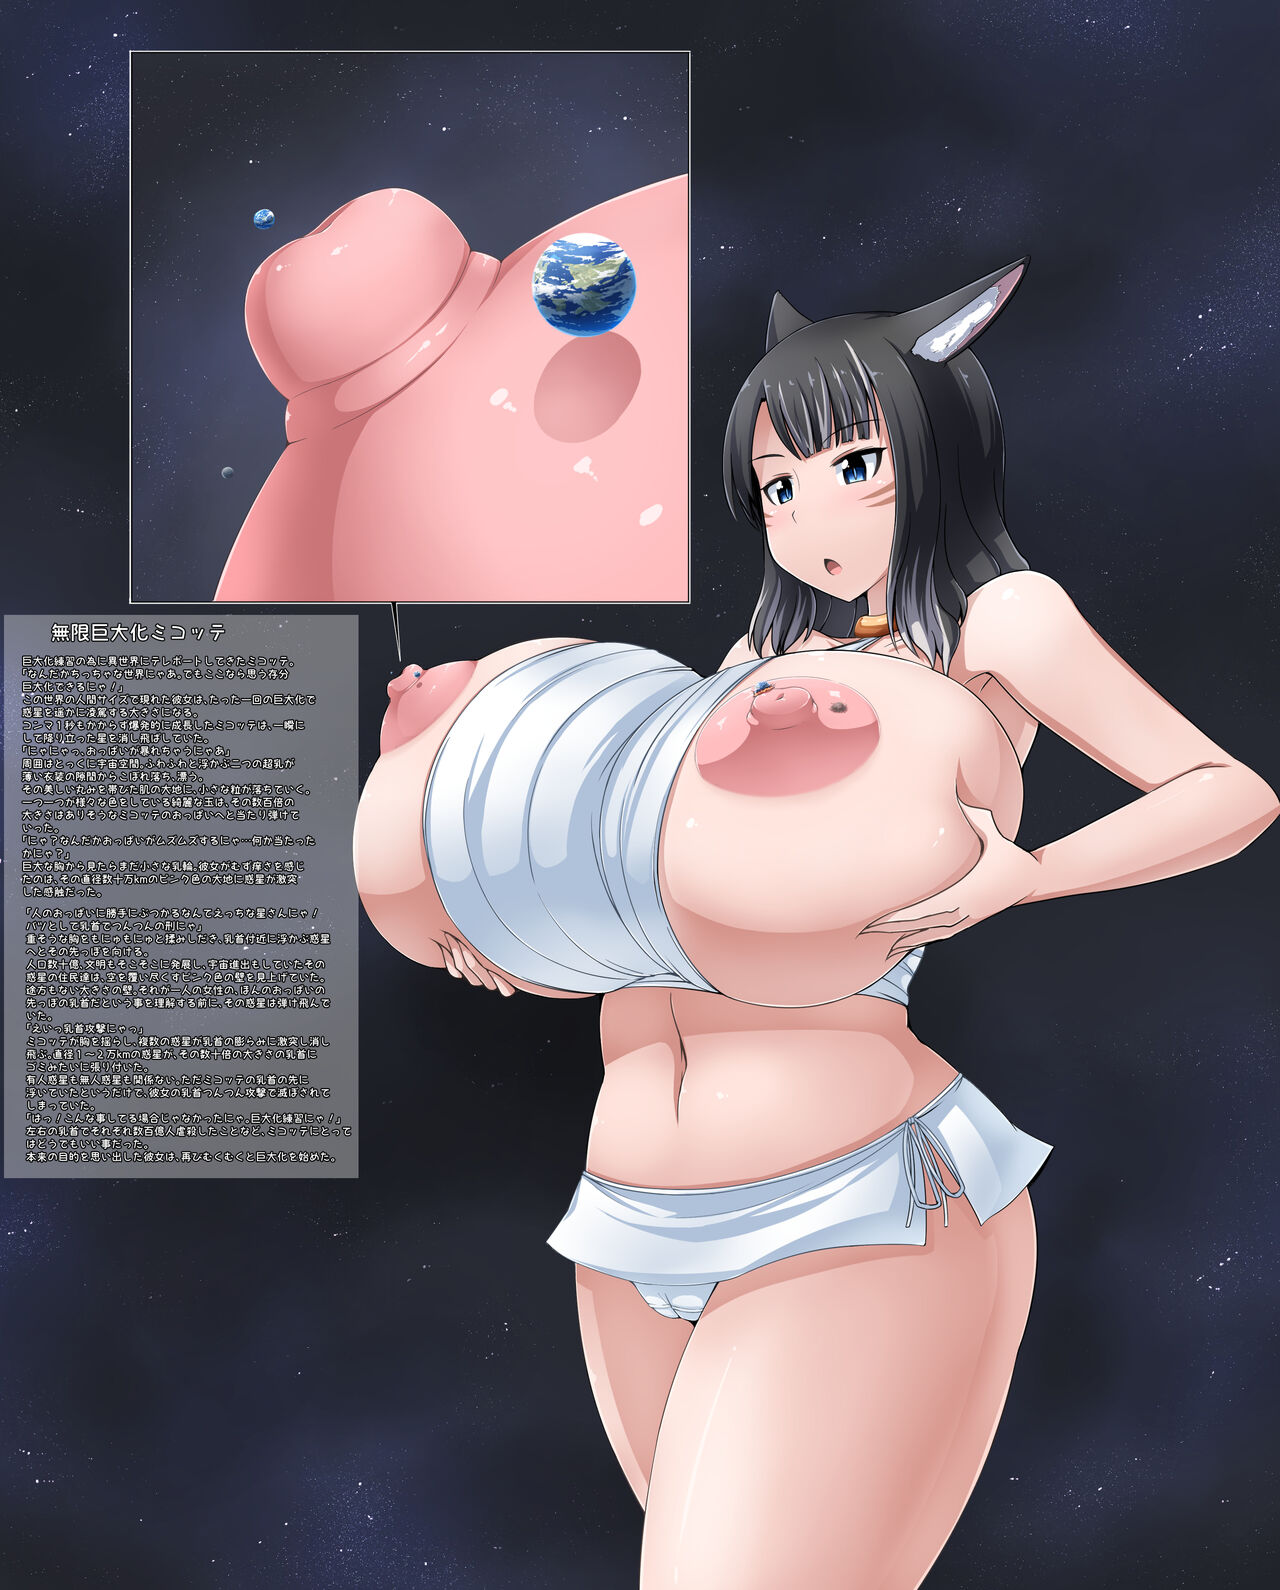 無限巨大化ミコッテ
巨大化練習の為に異世界にテレポートしてきたミコッテ。
「なんだかちっちゃな世界にゃあ。でもここなら思う存分
巨大化できるにゃ！」
この世界の人間サイズで現れた彼女は、たった一回の巨大化で
惑星を遥かに凌駕する大きさになる。
コンマ１秒もかからず爆発的に成長したミコッテは、一瞬に
して降り立った星を消し飛ばしていた。
「にゃにゃっ、おっぱいが暴れちゃうにゃあ」
周囲はとっくに宇宙空間。ふわふわと浮かぶ二つの超乳が
薄い衣装の隙間からこぼれ落ち、漂う。
その美しい丸みを帯びた肌の大地に、小さな粒が落ちていく。
一つ一つが様々な色をしている綺麗な玉は、その数百倍の
大きさはありそうなミコッテのおっぱいへと当たり弾けて
いった。
「にゃ？なんだかおっぱいがムズムズするにゃ…何か当たった
かにゃ？」
巨大な胸から見たらまだ小さな乳輪。彼女がむず痒さを感じ
たのは、その直径数十万kmのピンク色の大地に惑星が激突
した感触だった。
「人のおっぱいに勝手にぶつかるなんてえっちな星さんにゃ！
バツとして乳首でつんつんの刑にゃ」
重そうな胸をもにゅもにゅと揉みしだき、乳首付近に浮かぶ惑星
へとその先っぽを向ける。
人口数十億、文明もそこそこに発展し、宇宙進出もしていたその
惑星の住民達は、空を覆い尽くすピンク色の壁を見上げていた。
途方もない大きさの壁。それが一人の女性の、ほんのおっぱいの
先っぽの乳首だという事を理解する前に、その惑星は弾け飛んで
いた。
「えいっ乳首攻撃にゃっ」
ミコッテが胸を揺らし、複数の惑星が乳首の膨らみに激突し消し
飛ぶ。直径１～２万kmの惑星が、その数十倍の大きさの乳首に
ゴミみたいに張り付いた。
有人惑星も無人惑星も関係ない。ただミコッテの乳首の先に
浮いていたというだけで、彼女の乳首つんつん攻撃で滅ぼされて
しまっていた。
「はっ！こんな事してる場合じゃなかったにゃ。巨大化練習にゃ！」
左右の乳首でそれぞれ数百億人虐殺したことなど、ミコッテにとって
はどうでもいい事だった。
本来の目的を思い出した彼女は、再びむくむくと巨大化を始めた。